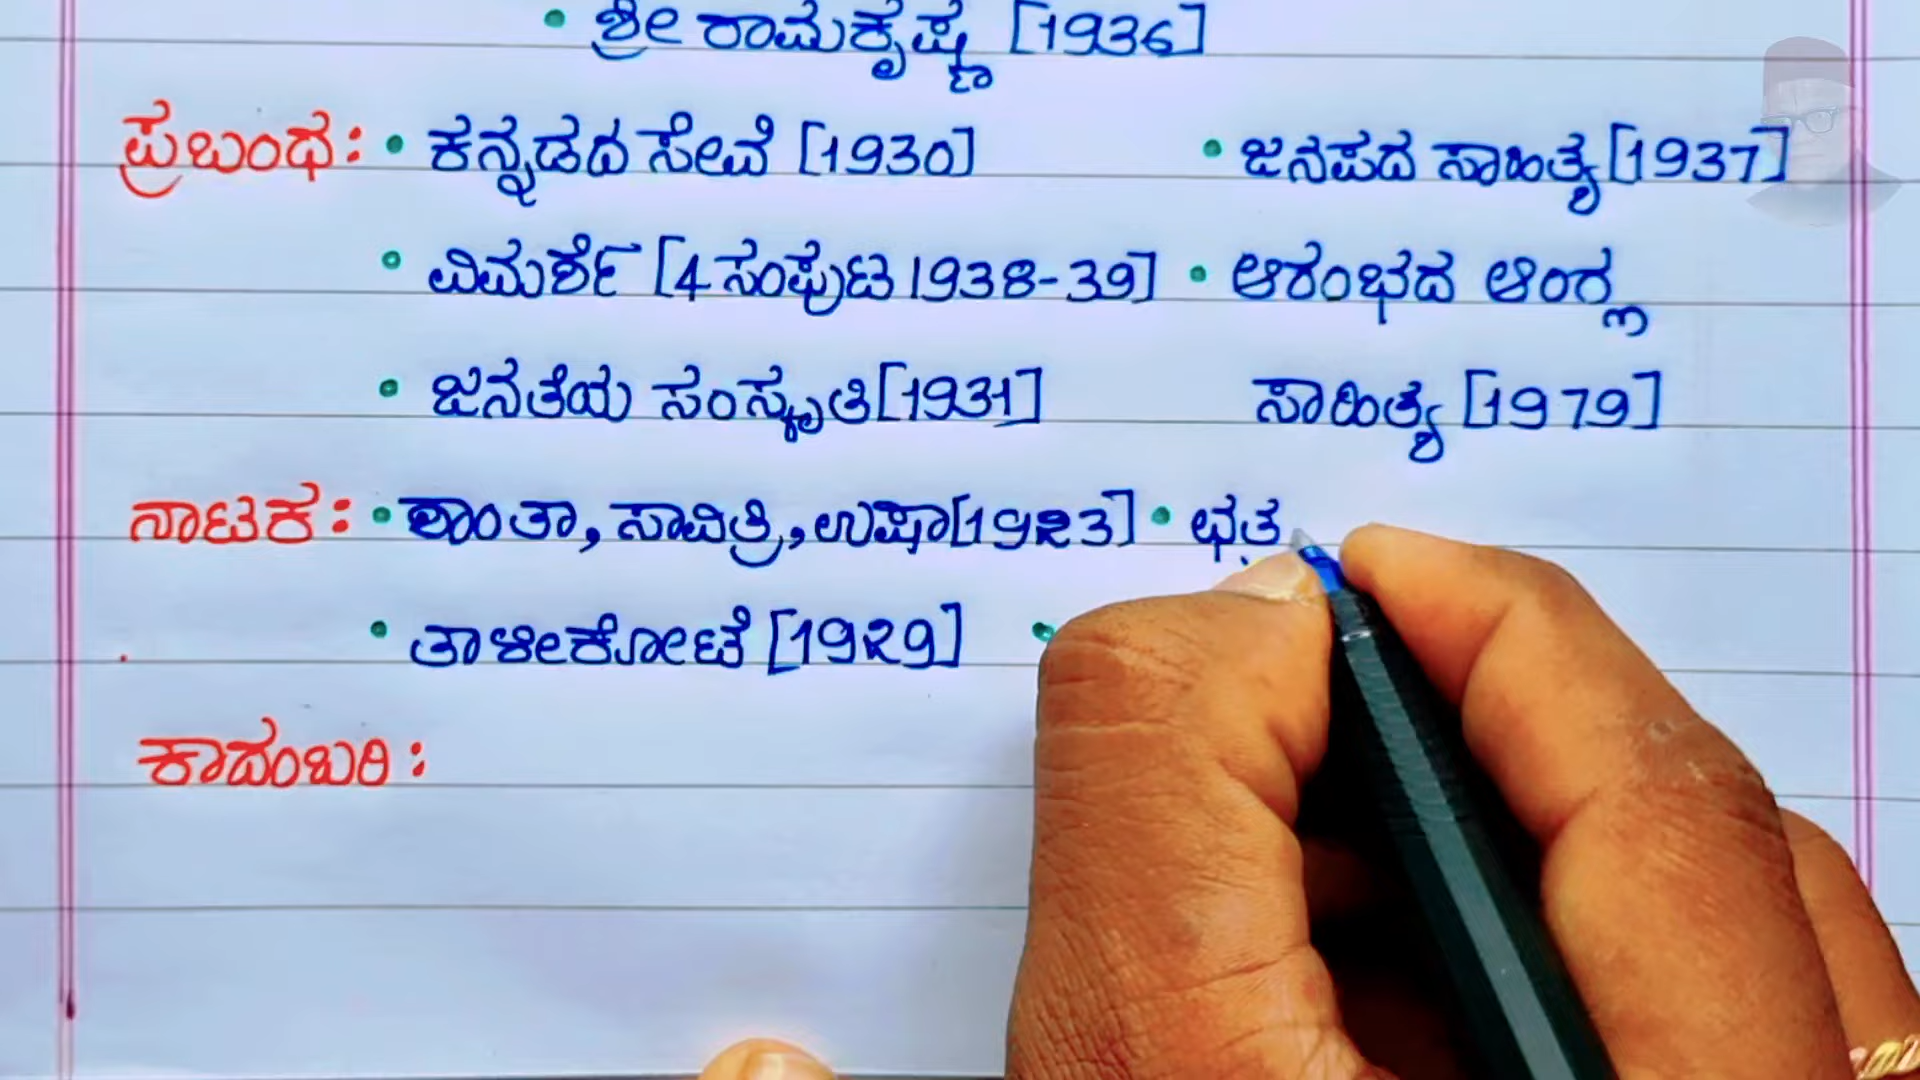 • ಶ್ರೀ ರಾಮಕೃಷ್ಣ [1936]
ಪ್ರಬಂಧ: • ಕನ್ನಡದ ಸೇವೆ [1930] • ಜನಪದ ಸಾಹಿತ್ಯ [1937]
• ವಿಮರ್ಶೆ [4 ಸಂಪುಟ 1938-39] • ಆರಂಭದ ಆಂಗ್ಲ
• ಜನತೆಯ ಸಂಸ್ಕೃತಿ [1931] ಸಾಹಿತ್ಯ [1979]
ನಾಟಕ: • ಶಾಂತಾ, ಸಾವಿತ್ರಿ, ಉಷಾ [1923] • ಛತ
• ತಾಳೀಕೋಟೆ [1929] •
ಕಾದಂಬರಿ: